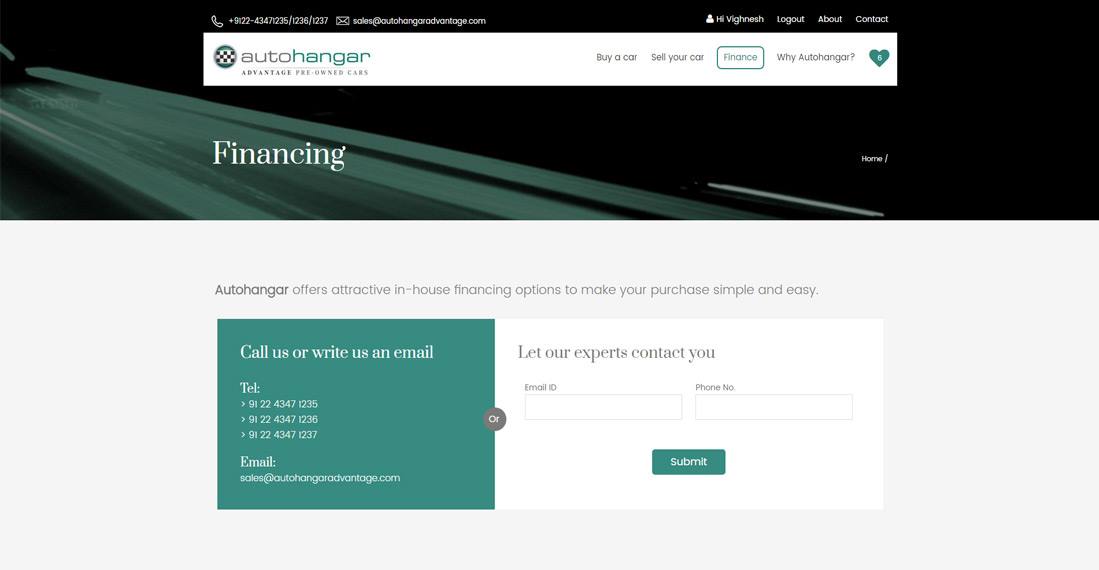 +9122-43471235/1236/1237 sales@autohangaradvantage.com Hi Vighnesh Logout About Contact
autohangar
ADVANTAGE PRE-OWNED CARS
Buy a car Sell your car Finance Why Autohangar? 6
Financing
Home /
Autohangar offers attractive in-house financing options to make your purchase simple and easy.
Call us or write us an email
Tel:
> 91 22 4347 1235
> 91 22 4347 1236
> 91 22 4347 1237
Email:
sales@autohangaradvantage.com
Or
Let our experts contact you
Email ID Phone No.
Submit